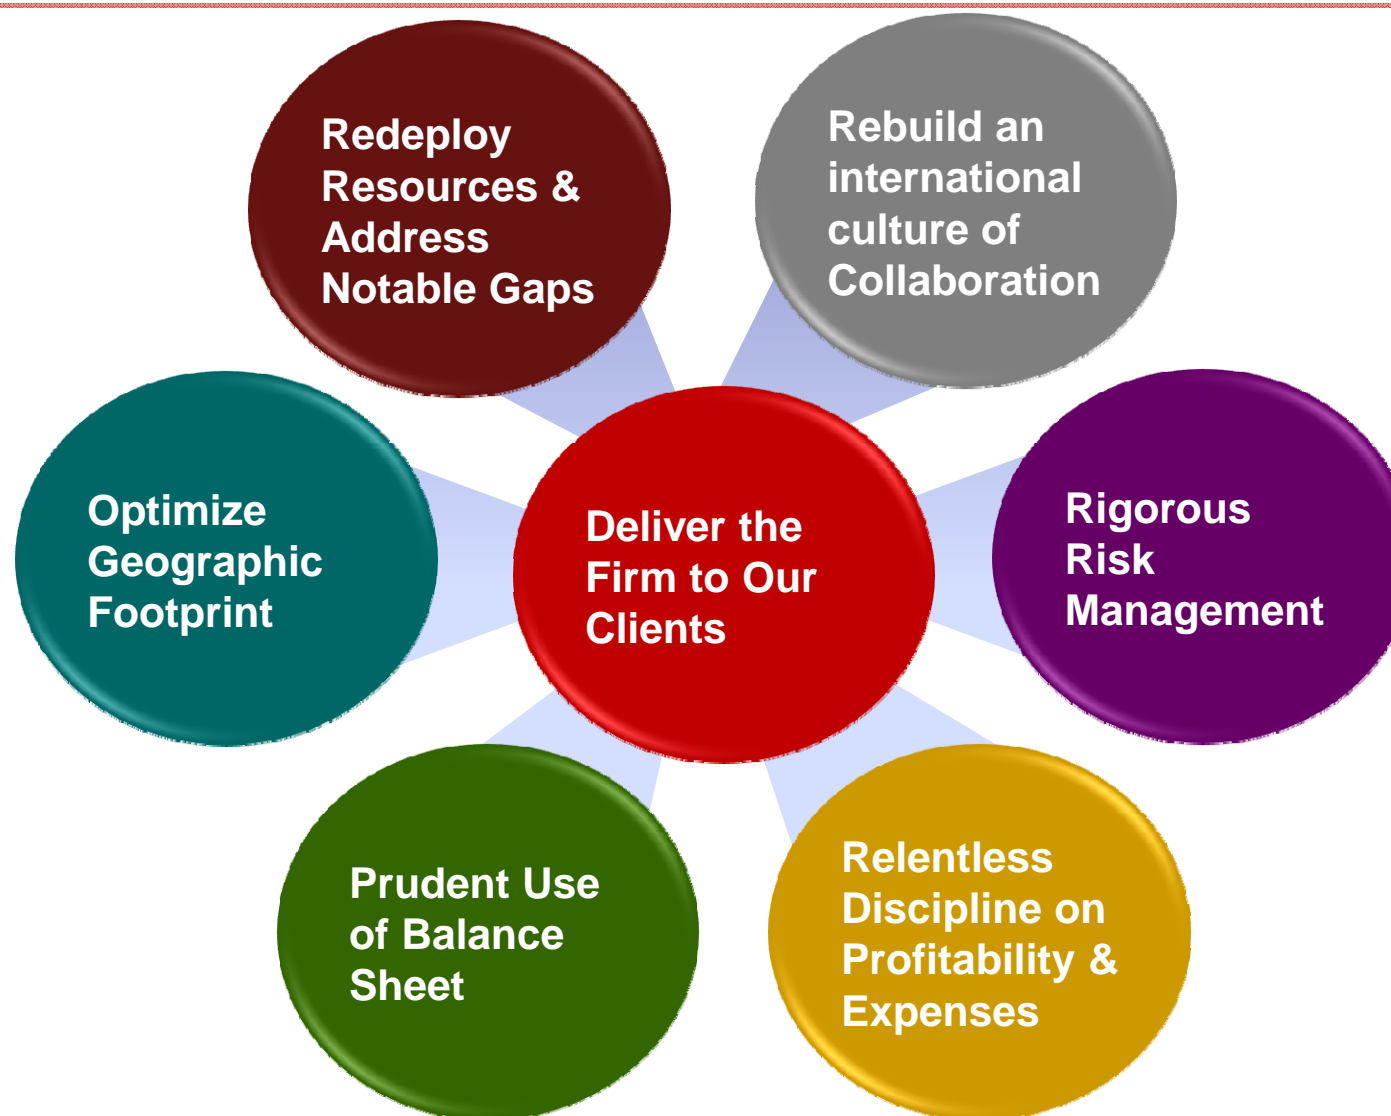 Redeploy
Resources &
Address
Notable Gaps
Rebuild an
international
culture of
Collaboration
Optimize
Geographic
Footprint
Deliver the
Firm to Our
Clients
Rigorous
Risk
Management
Prudent Use
of Balance
Sheet
Relentless
Discipline on
Profitability &
Expenses